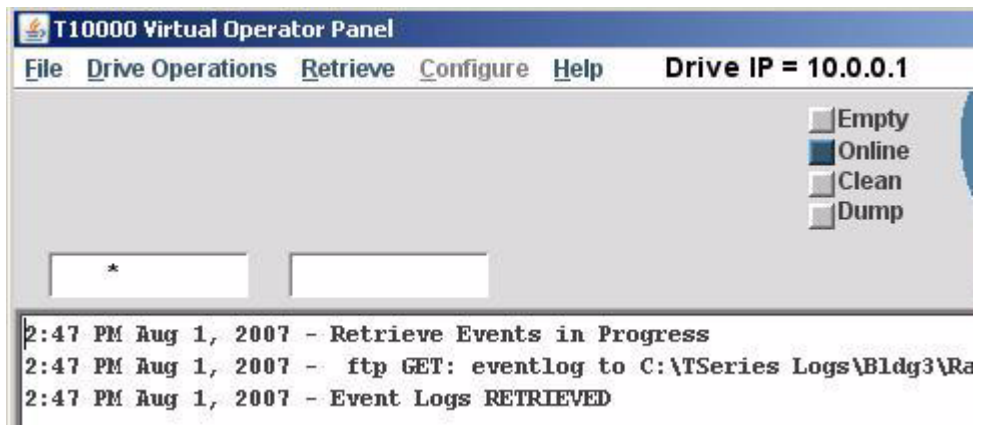 T10000 Virtual Operator Panel
File Drive Operations Retrieve Configure Help Drive IP = 10.0.0.1
Empty
Online
Clean
Dump
*
2:47 PM Aug 1, 2007 - Retrieve Events in Progress
2:47 PM Aug 1, 2007 - ftp GET: eventlog to C:\TSeries Logs\Bldg3\Ra
2:47 PM Aug 1, 2007 - Event Logs RETRIEVED